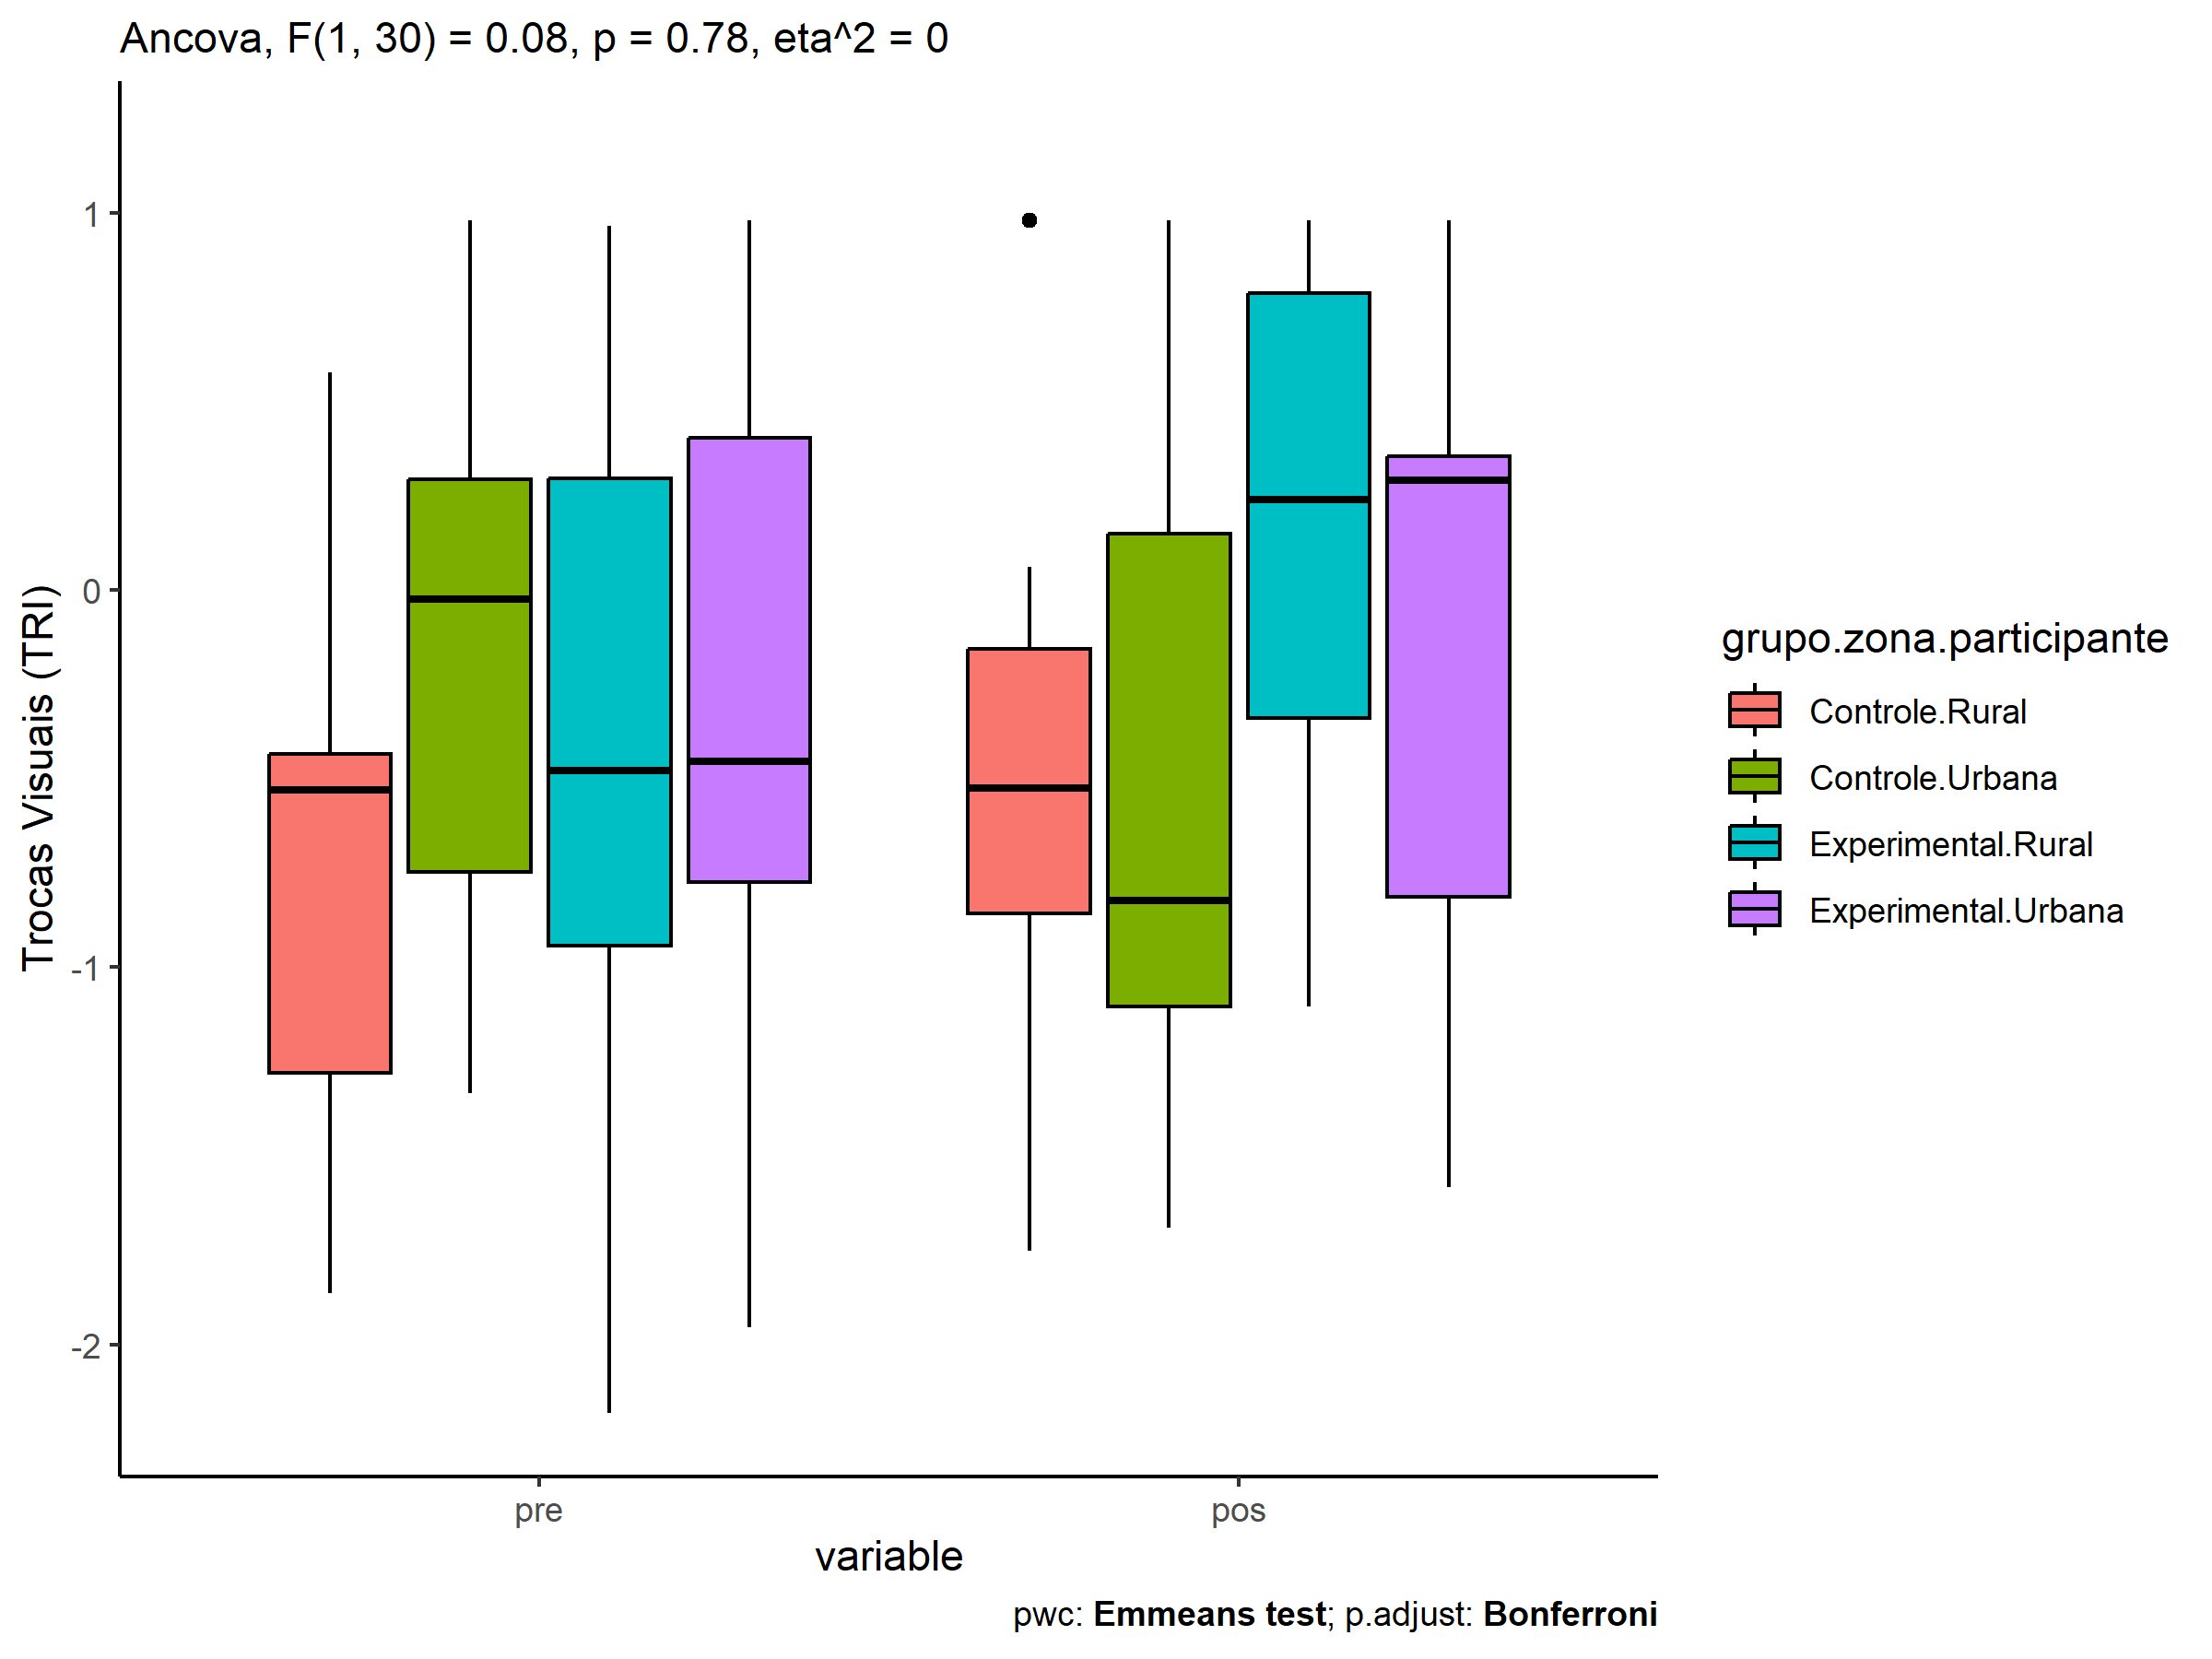 Ancova, F(1, 30) = 0.08, p = 0.78, eta^2 = 0
Trocas Visuais (TRI)
1
0
-1
-2
pre
pos
variable
grupo.zona.participante
Controle.Rural
Controle.Urbana
Experimental.Rural
Experimental.Urbana
pwc: Emmeans test; p.adjust: Bonferroni